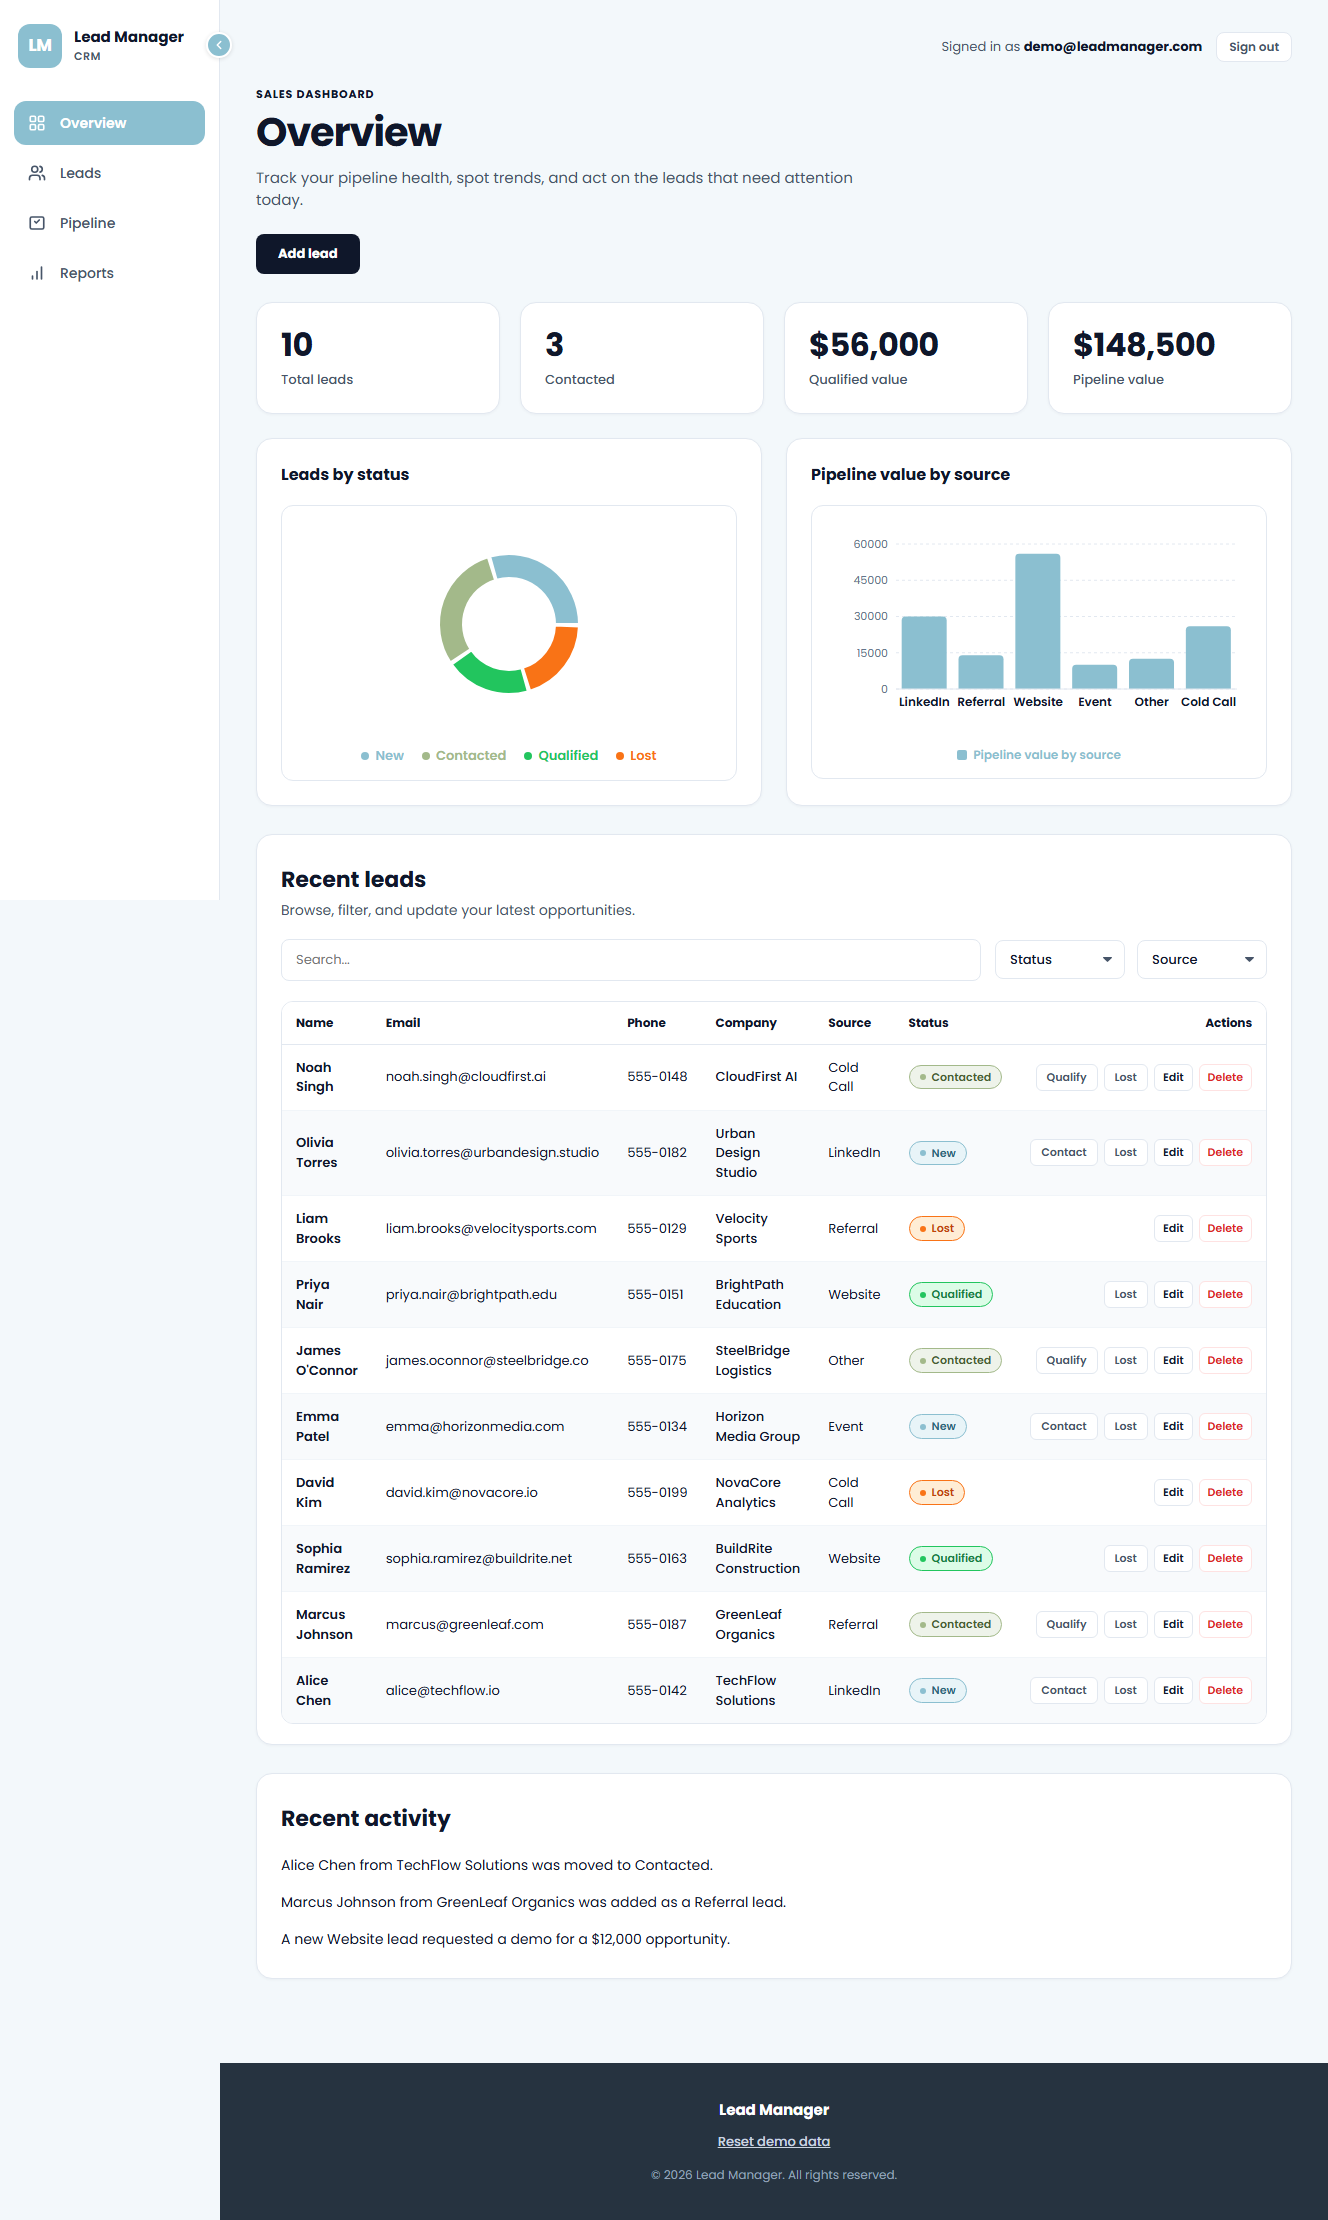 LM
Lead Manager
CRM
Overview
Leads
Pipeline
Reports
Signed in as demo@leadmanager.com
Sign out
SALES DASHBOARD
Overview
Track your pipeline health, spot trends, and act on the leads that need attention
today.
Add lead
10
Total leads
3
Contacted
$56,000
Qualified value
$148,500
Pipeline value
Leads by status
New Contacted Qualified Lost
Pipeline value by source
60000
45000
30000
15000
0
LinkedIn Referral Website Event Other Cold Call
Pipeline value by source
Recent leads
Browse, filter, and update your latest opportunities.
Search...
Status
Source
Name Email Phone Company Source Status Actions
Noah
Singh
noah.singh@cloudfirst.ai
555-0148
CloudFirst AI
Cold
Call
Contacted
Qualify Lost Edit Delete
Olivia
Torres
olivia.torres@urbandesign.studio
555-0182
Urban
Design
Studio
LinkedIn
New
Contact Lost Edit Delete
Liam
Brooks
liam.brooks@velocitysports.com
555-0129
Velocity
Sports
Referral
Lost
Edit Delete
Priya
Nair
priya.nair@brightpath.edu
555-0151
BrightPath
Education
Website
Qualified
Lost Edit Delete
James
O'Connor
james.oconnor@steelbridge.co
555-0175
SteelBridge
Logistics
Other
Contacted
Qualify Lost Edit Delete
Emma
Patel
emma@horizonmedia.com
555-0134
Horizon
Media Group
Event
New
Contact Lost Edit Delete
David
Kim
david.kim@novacore.io
555-0199
NovaCore
Analytics
Cold
Call
Lost
Edit Delete
Sophia
Ramirez
sophia.ramirez@buildrite.net
555-0163
BuildRite
Construction
Website
Qualified
Lost Edit Delete
Marcus
Johnson
marcus@greenleaf.com
555-0187
GreenLeaf
Organics
Referral
Contacted
Qualify Lost Edit Delete
Alice
Chen
alice@techflow.io
555-0142
TechFlow
Solutions
LinkedIn
New
Contact Lost Edit Delete
Recent activity
Alice Chen from TechFlow Solutions was moved to Contacted.
Marcus Johnson from GreenLeaf Organics was added as a Referral lead.
A new Website lead requested a demo for a $12,000 opportunity.
Lead Manager
Reset demo data
© 2026 Lead Manager. All rights reserved.